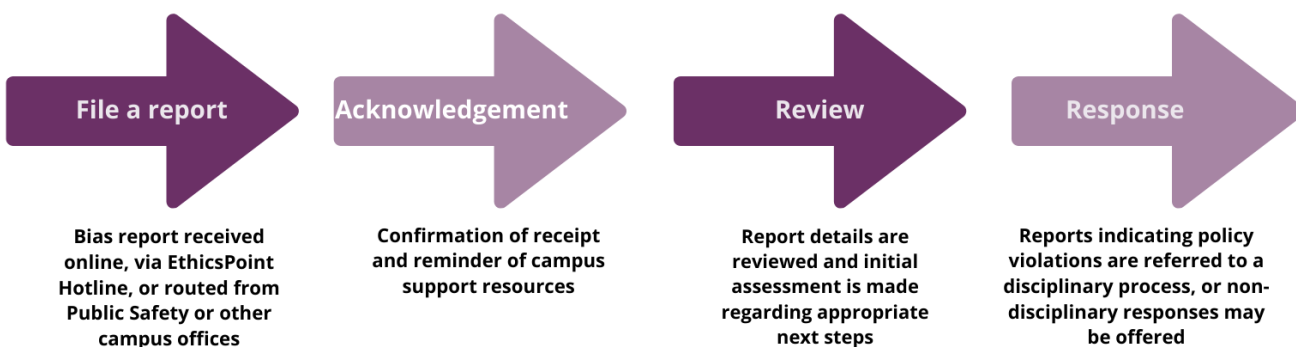 File a report
Acknowledgement
Review
Response
Bias report received
online, via EthicsPoint
Hotline, or routed from
Public Safety or other
campus offices
Confirmation of receipt
and reminder of campus
support resources
Report details are
reviewed and initial
assessment is made
regarding appropriate
next steps
Reports indicating policy
violations are referred to a
disciplinary process, or non-
disciplinary responses may
be offered